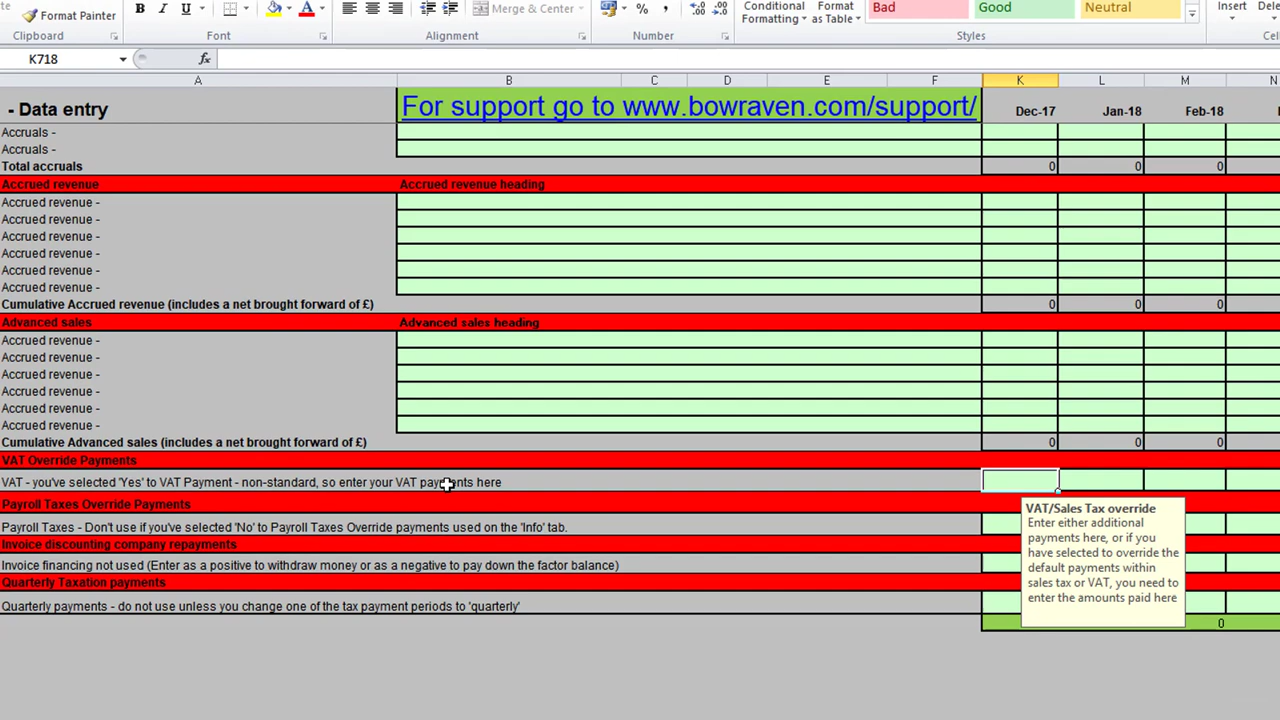 Format Painter
B I U A
Merge & Center
% ,
Conditional
Formatting
Format
as Table
Bad
Good
Neutral
Insert
Clipboard
Font
Alignment
Number
Styles
K718
fx
A B C D E F K L M N
- Data entry
For support go to www.bowraven.com/support/
Dec-17 Jan-18 Feb-18
Accruals -
Accruals -
Total accruals 0 0 0
Accrued revenue Accrued revenue heading
Accrued revenue -
Accrued revenue -
Accrued revenue -
Accrued revenue -
Accrued revenue -
Accrued revenue -
Cumulative Accrued revenue (includes a net brought forward of £) 0 0 0
Advanced sales Advanced sales heading
Accrued revenue -
Accrued revenue -
Accrued revenue -
Accrued revenue -
Accrued revenue -
Accrued revenue -
Cumulative Advanced sales (includes a net brought forward of £) 0 0 0
VAT Override Payments
VAT - you've selected 'Yes' to VAT Payment - non-standard, so enter your VAT payments here
Payroll Taxes Override Payments
Payroll Taxes - Don't use if you've selected 'No' to Payroll Taxes Override payments used on the 'Info' tab.
Invoice discounting company repayments
Invoice financing not used (Enter as a positive to withdraw money or as a negative to pay down the factor balance)
Quarterly Taxation payments
Quarterly payments - do not use unless you change one of the tax payment periods to 'quarterly'
0
VAT/Sales Tax override
Enter either additional
payments here, or if you
have selected to override the
default payments within
sales tax or VAT, you need to
enter the amounts paid here